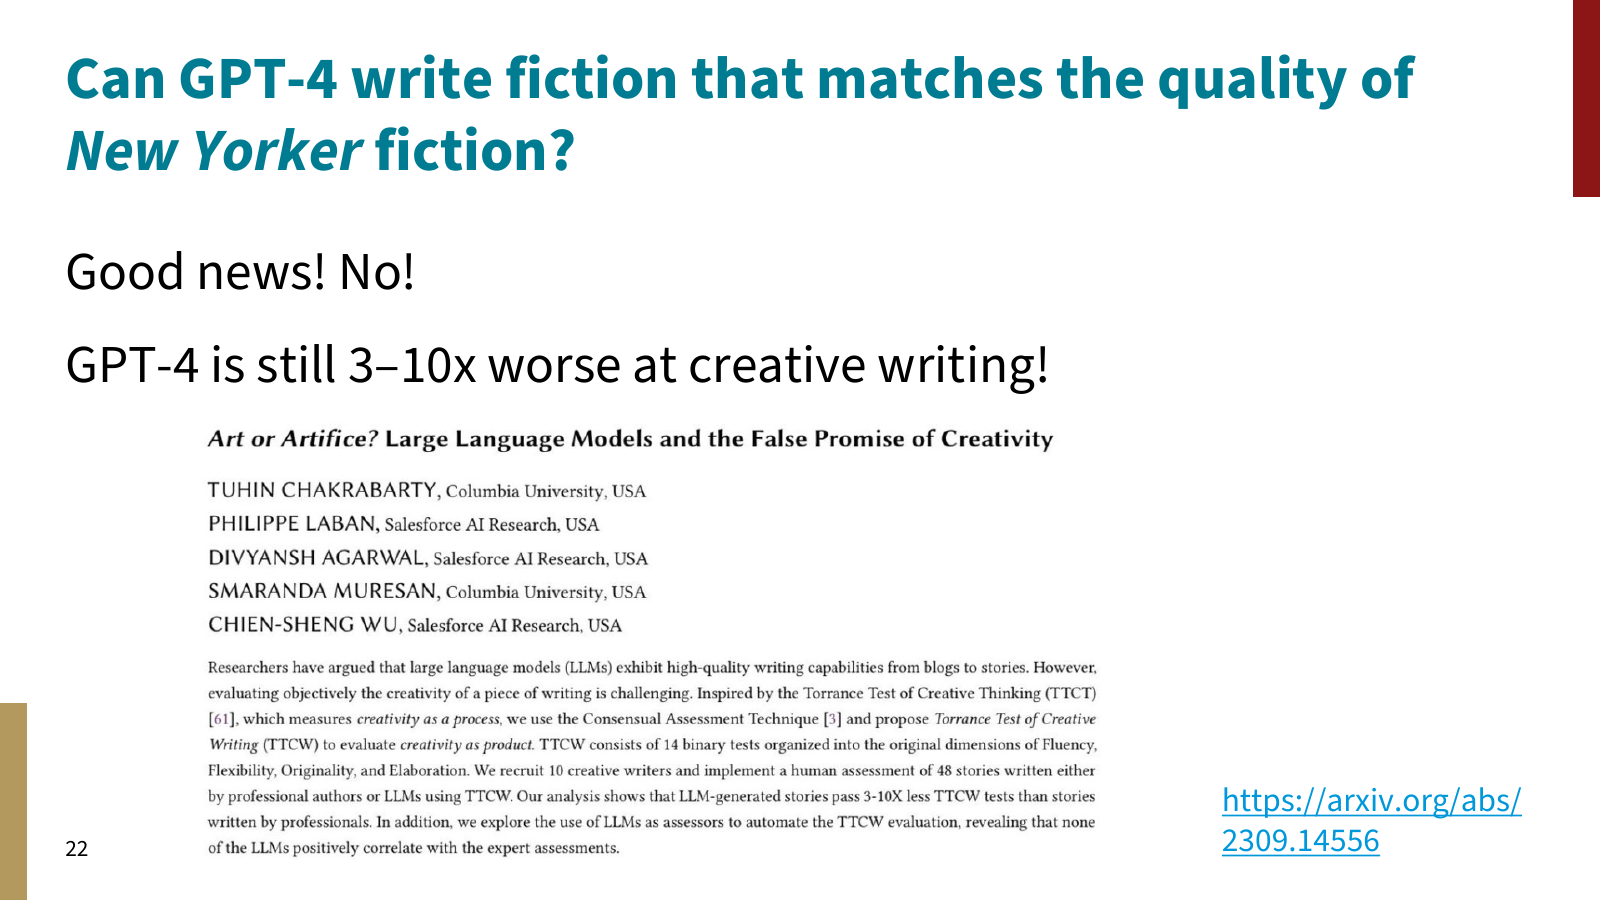 Can GPT-4 write fiction that matches the quality of
New Yorker fiction?
Good news! No!
GPT-4 is still 3–10x worse at creative writing!
Art or Artifice? Large Language Models and the False Promise of Creativity
TUHIN CHAKRABARTY, Columbia University, USA
PHILIPPE LABAN, Salesforce AI Research, USA
DIVYANSH AGARWAL, Salesforce AI Research, USA
SMARANDA MURESAN, Columbia University, USA
CHIEN-SHENG WU, Salesforce AI Research, USA
Researchers have argued that large language models (LLMs) exhibit high-quality writing capabilities from blogs to stories. However,
evaluating objectively the creativity of a piece of writing is challenging. Inspired by the Torrance Test of Creative Thinking (TTCT)
[61], which measures creativity as a process, we use the Consensual Assessment Technique [3] and propose Torrance Test of Creative
Writing (TTCW) to evaluate creativity as product. TTCW consists of 14 binary tests organized into the original dimensions of Fluency,
Flexibility, Originality, and Elaboration. We recruit 10 creative writers and implement a human assessment of 48 stories written either
by professional authors or LLMs using TTCW. Our analysis shows that LLM-generated stories pass 3-10X less TTCW tests than stories
written by professionals. In addition, we explore the use of LLMs as assessors to automate the TTCW evaluation, revealing that none
of the LLMs positively correlate with the expert assessments.
https://arxiv.org/abs/
2309.14556
22